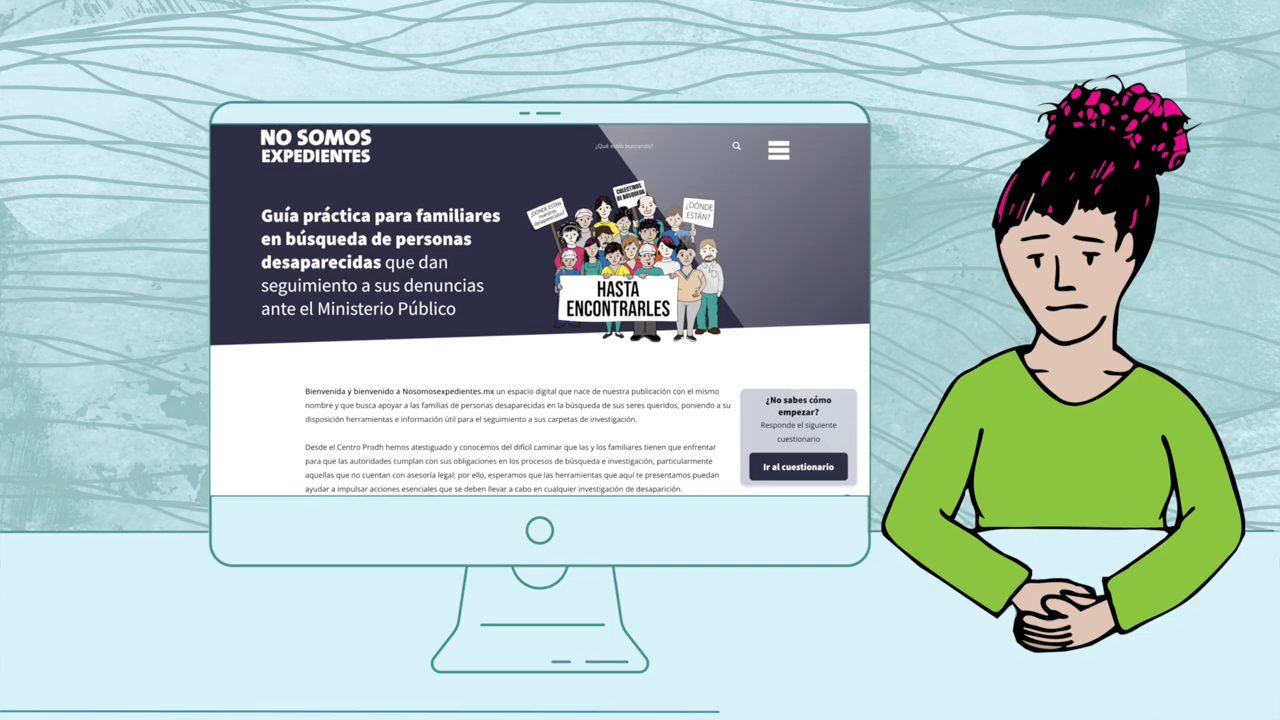 NO SOMOS
EXPEDIENTES
¿Qué estás buscando?
Guía práctica para familiares
en búsqueda de personas
desaparecidas que dan
seguimiento a sus denuncias
ante el Ministerio Público
¿DÓNDE ESTÁN
nuestros
desaparecidos?
COLECTIVOS
DE BÚSQUEDA
¿DÓNDE
ESTÁN?
HASTA
ENCONTRARLES
Bienvenida y bienvenido a Nosomosexpedientes.mx un espacio digital que nace de nuestra publicación con el mismo
nombre y que busca apoyar a las familias de personas desaparecidas en la búsqueda de sus seres queridos, poniendo a su
disposición herramientas e información útil para el seguimiento a sus carpetas de investigación.
Desde el Centro Prodh hemos atestiguado y conocemos del difícil caminar que las y los familiares tienen que enfrentar
para que las autoridades cumplan con sus obligaciones en los procesos de búsqueda e investigación, particularmente
aquellas que no cuentan con asesoría legal; por ello, esperamos que las herramientas que aquí te presentamos puedan
ayudar a impulsar acciones esenciales que se deben llevar a cabo en cualquier investigación de desaparición.
¿No sabes cómo
empezar?
Responde el siguiente
cuestionario
Ir al cuestionario